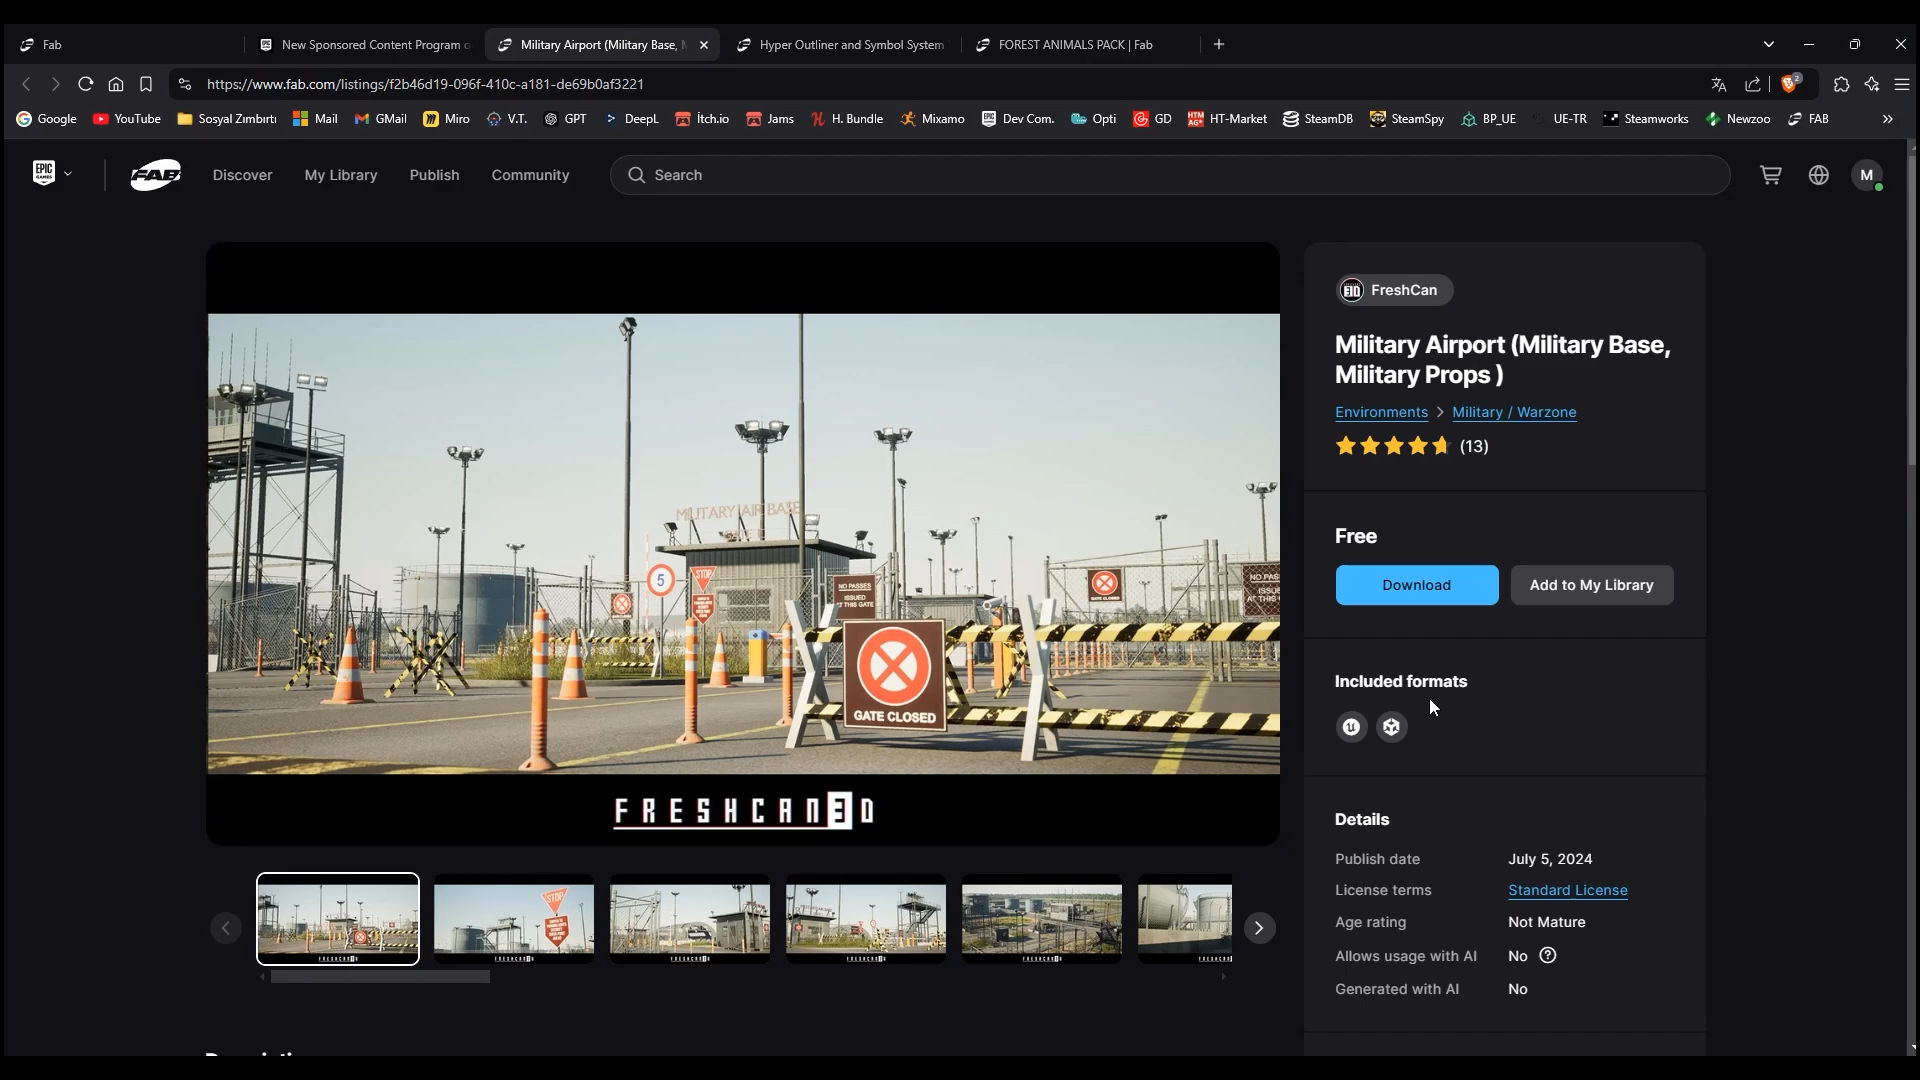 Fab
New Sponsored Content Program o
Military Airport (Military Base, M
Hyper Outliner and Symbol System
FOREST ANIMALS PACK | Fab
https://www.fab.com/listings/f2b46d19-096f-410c-a181-de69b0af3221
2
Google
YouTube
Sosyal Zımbırtı
Mail
GMail
Miro
V.T.
GPT
DeepL
İtch.io
Jams
H. Bundle
Mixamo
Dev Com.
Opti
GD
HT-Market
SteamDB
SteamSpy
BP_UE
UE-TR
Steamworks
Newzoo
FAB
EPIC GAMES
FAB
Discover
My Library
Publish
Community
Search
M
MILITARY AIR BASE
5
STOP
NO PASSES
ISSUED
AT THIS GATE
GATE CLOSED
FRESHCAN3D
3D FreshCan
Military Airport (Military Base,
Military Props )
Environments > Military / Warzone
(13)
Free
Download
Add to My Library
Included formats
Details
Publish date July 5, 2024
License terms Standard License
Age rating Not Mature
Allows usage with AI No
Generated with AI No